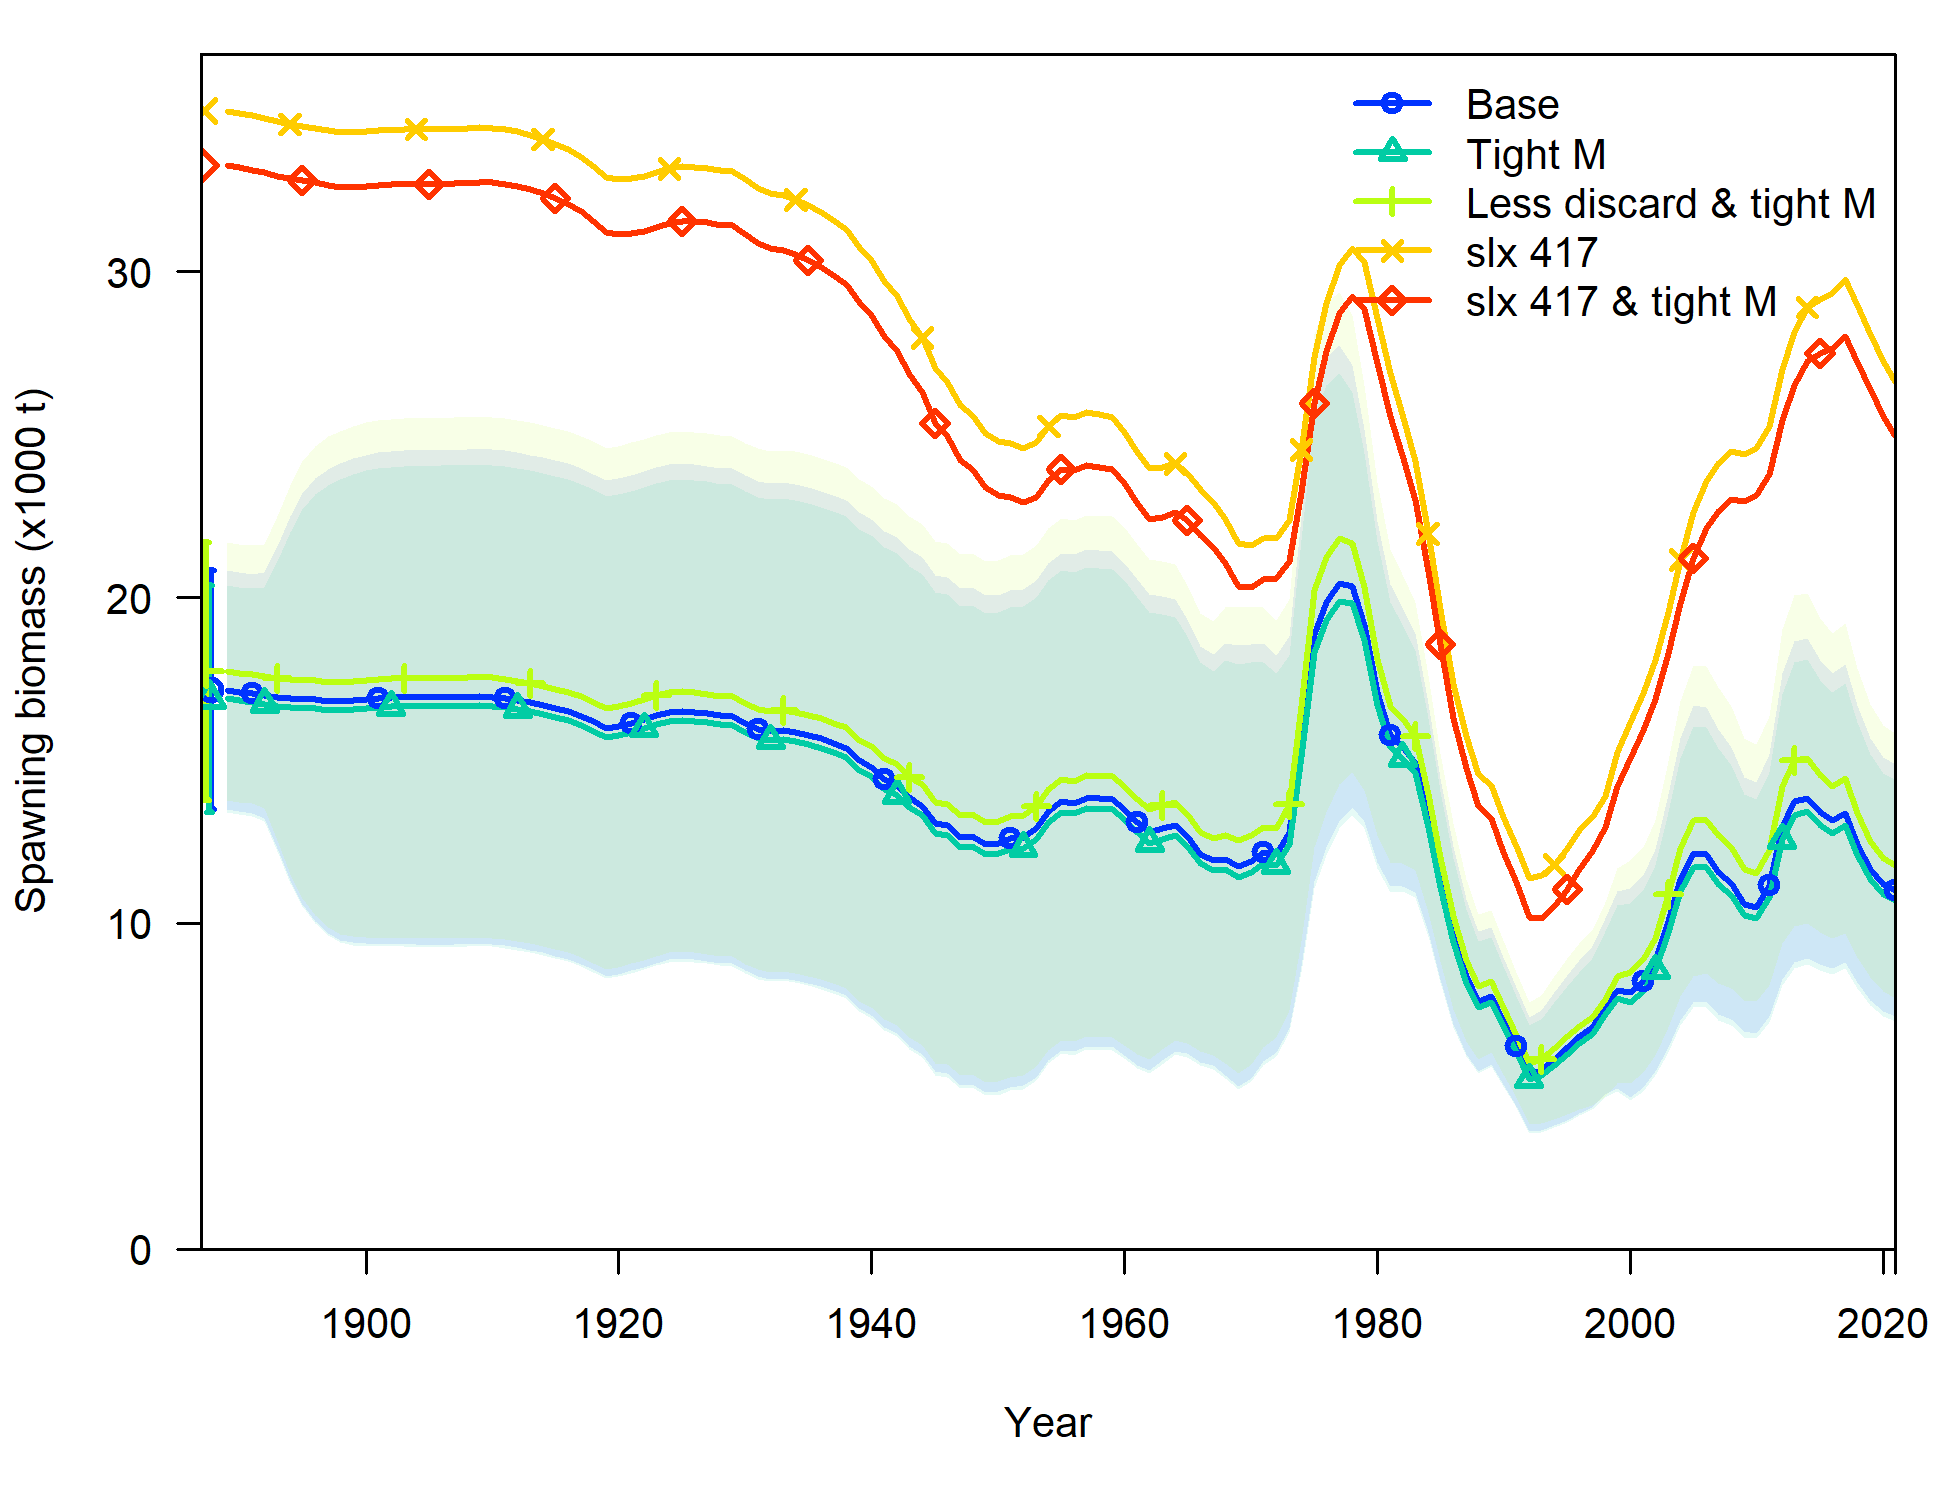 Base
Tight M
Less discard & tight M
slx 417
slx 417 & tight M
30
20
10
0
Spawning biomass (x1000 t)
1900 1920 1940 1960 1980 2000 2020
Year